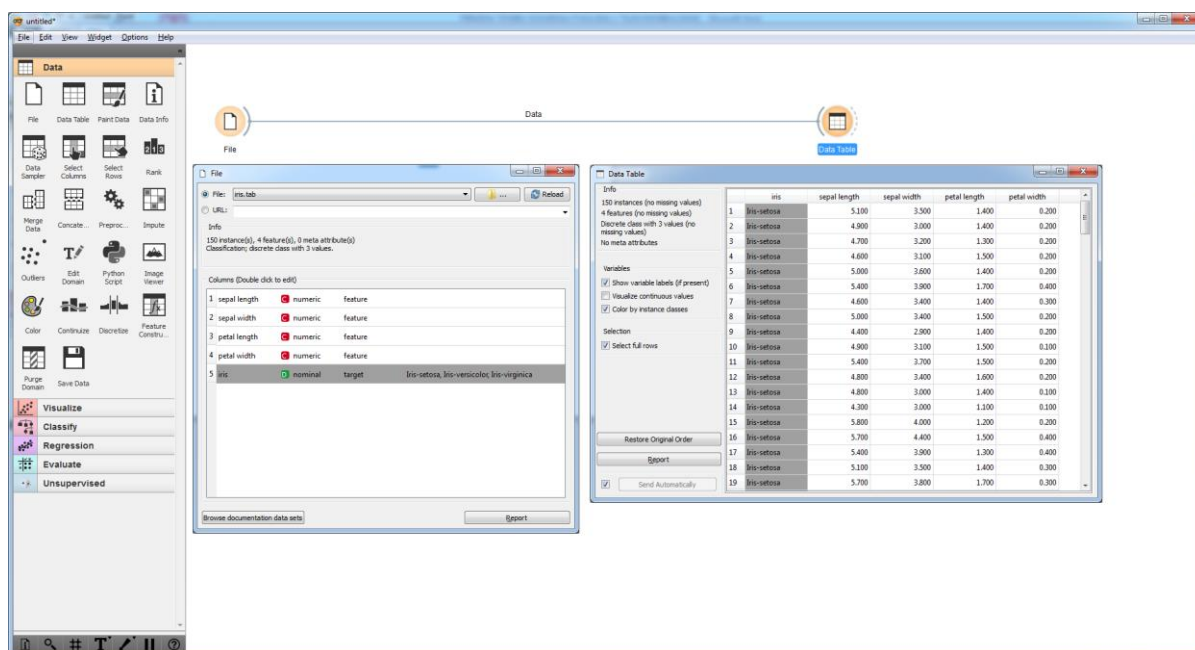 untitled*
File Edit View Widget Options Help
Data
File Data Table Paint Data Data Info
Data Sampler Select Columns Select Rows Rank
Merge Data Concate... Preproc... Impute
Outliers Edit Domain Python Script Image Viewer
Color Continuize Discretize Feature Constru...
Purge Domain Save Data
Visualize
Classify
Regression
Evaluate
Unsupervised
Data
File
Data Table
File
File: iris.tab ... Reload
URL:
Info
150 instance(s), 4 feature(s), 0 meta attribute(s)
Classification; discrete class with 3 values.
Columns (Double click to edit)
1 sepal length C numeric feature
2 sepal width C numeric feature
3 petal length C numeric feature
4 petal width C numeric feature
5 iris D nominal target Iris-setosa, Iris-versicolor, Iris-virginica
Browse documentation data sets Report
Data Table
Info
150 instances (no missing values)
4 features (no missing values)
Discrete class with 3 values (no
missing values)
No meta attributes
Variables
Show variable labels (if present)
Visualize continuous values
Color by instance classes
Selection
Select full rows
Restore Original Order
Report
Send Automatically
iris sepal length sepal width petal length petal width
1 Iris-setosa 5.100 3.500 1.400 0.200
2 Iris-setosa 4.900 3.000 1.400 0.200
3 Iris-setosa 4.700 3.200 1.300 0.200
4 Iris-setosa 4.600 3.100 1.500 0.200
5 Iris-setosa 5.000 3.600 1.400 0.200
6 Iris-setosa 5.400 3.900 1.700 0.400
7 Iris-setosa 4.600 3.400 1.400 0.300
8 Iris-setosa 5.000 3.400 1.500 0.200
9 Iris-setosa 4.400 2.900 1.400 0.200
10 Iris-setosa 4.900 3.100 1.500 0.100
11 Iris-setosa 5.400 3.700 1.500 0.200
12 Iris-setosa 4.800 3.400 1.600 0.200
13 Iris-setosa 4.800 3.000 1.400 0.100
14 Iris-setosa 4.300 3.000 1.100 0.100
15 Iris-setosa 5.800 4.000 1.200 0.200
16 Iris-setosa 5.700 4.400 1.500 0.400
17 Iris-setosa 5.400 3.900 1.300 0.400
18 Iris-setosa 5.100 3.500 1.400 0.300
19 Iris-setosa 5.700 3.800 1.700 0.300